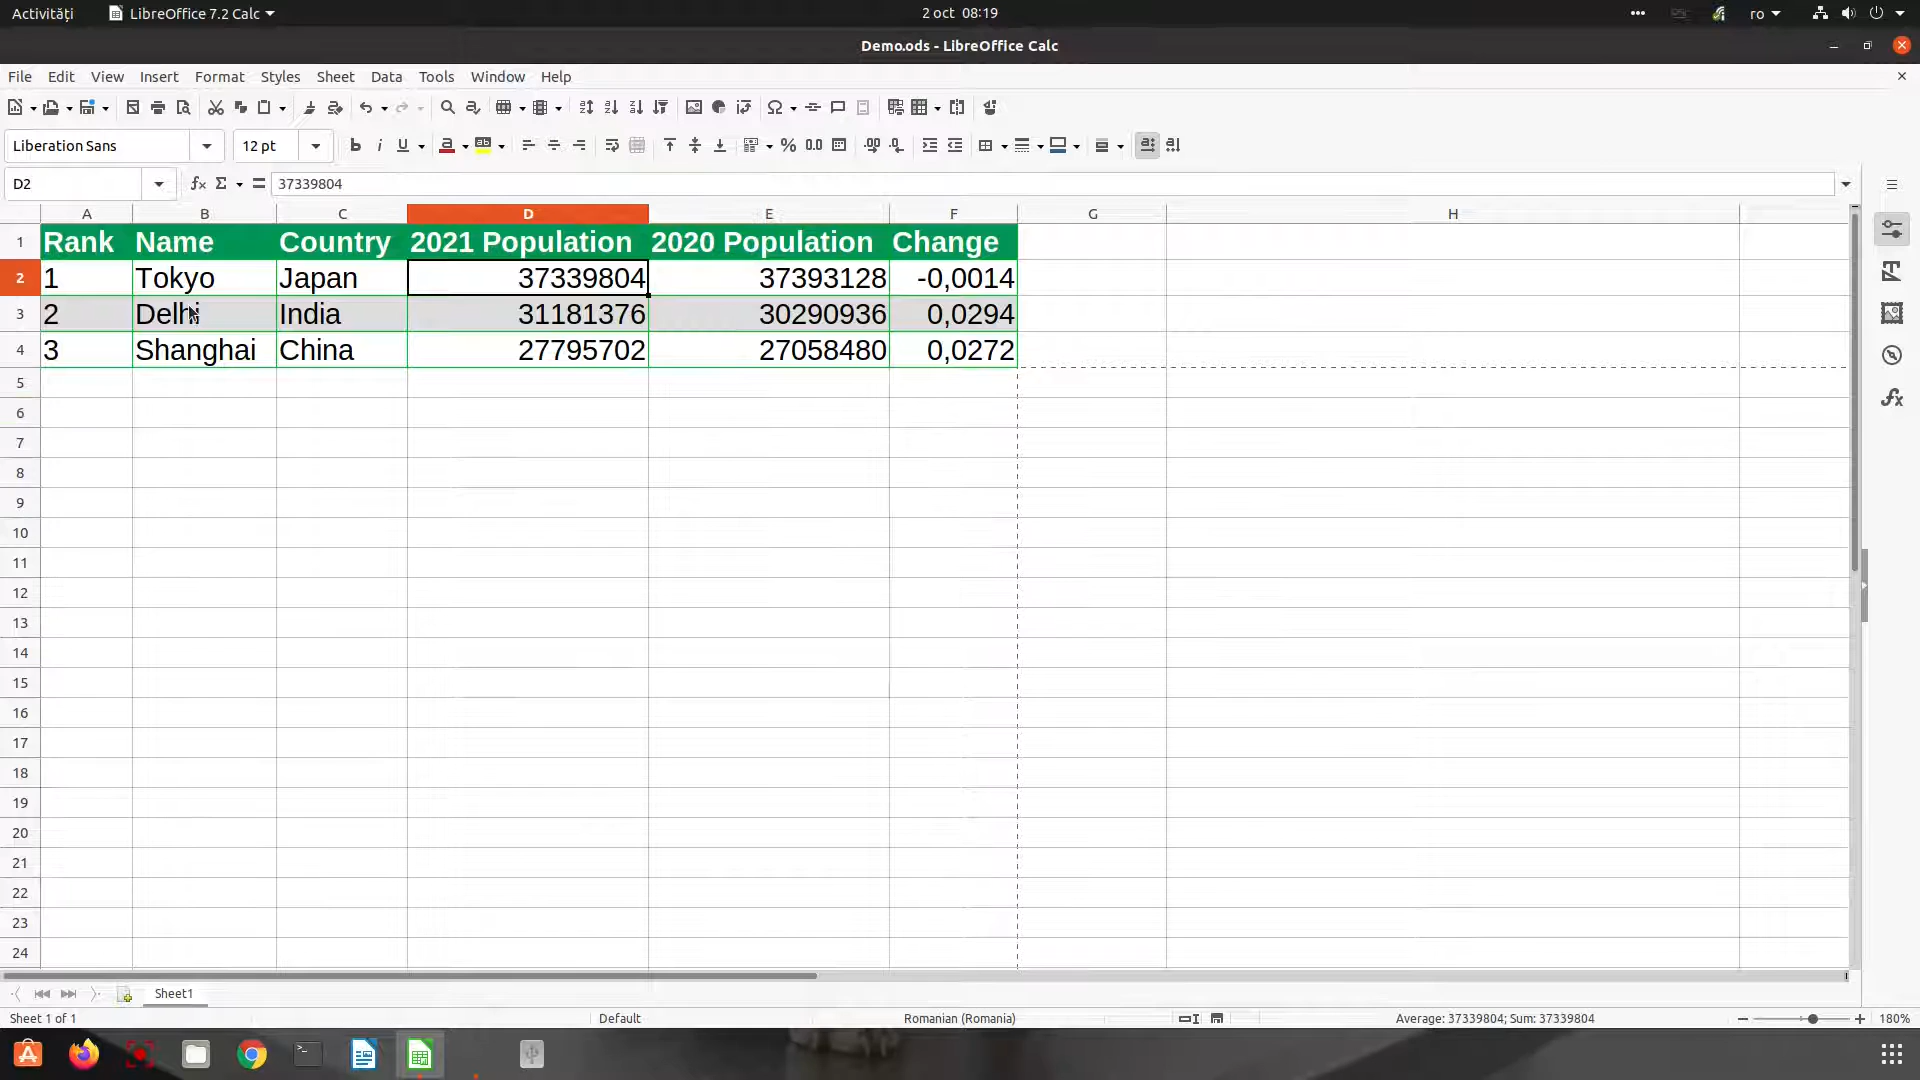 Activități LibreOffice 7.2 Calc 2 oct 08:19 ro
Demo.ods - LibreOffice Calc
File Edit View Insert Format Styles Sheet Data Tools Window Help
Liberation Sans 12 pt
D2 37339804
A B C D E F G H
1 Rank Name Country 2021 Population 2020 Population Change
2 1 Tokyo Japan 37339804 37393128 -0,0014
3 2 Delhi India 31181376 30290936 0,0294
4 3 Shanghai China 27795702 27058480 0,0272
5
6
7
8
9
10
11
12
13
14
15
16
17
18
19
20
21
22
23
24
Sheet1
Sheet 1 of 1 Default Romanian (Romania) Average: 37339804; Sum: 37339804 180%